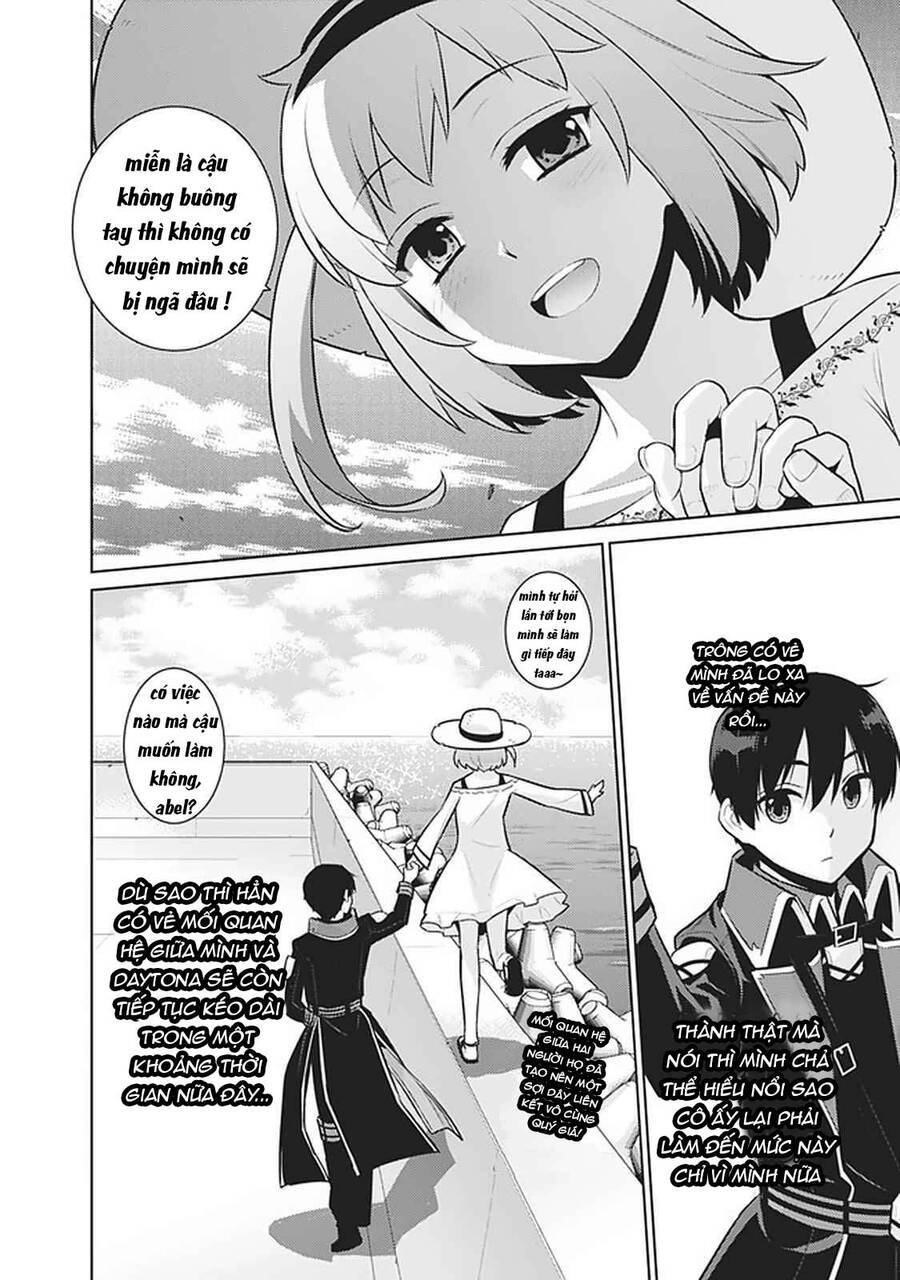 miễn là cậu
không buông
tay thì không có
chuyện mình sẽ
bị ngã đâu !
TRÔNG CÓ VẺ
MÌNH ĐÃ LO XA
VỀ VẤN ĐỀ NÀY
RỒI...
THÀNH THẬT MÀ
NÓI THÌ MÌNH CHẢ
THỂ HIỂU NỔI SAO
CÔ ẤY LẠI PHẢI
LÀM ĐẾN MỨC NÀY
CHỈ VÌ MÌNH NỮA
mình tự hỏi
lần tới bọn
mình sẽ làm
gì tiếp đây
taaa~
có việc
nào mà cậu
muốn làm
không,
abel?
DÙ SAO THÌ HẲN
CÓ VẺ MỐI QUAN
HỆ GIỮA MÌNH VÀ
DAYTONA SẼ CÒN
TIẾP TỤC KÉO DÀI
TRONG MỘT
KHOẢNG THỜI
GIAN NỮA ĐÂY...
MỐI QUAN HỆ
GIỮA HAI
NGƯỜI HỌ ĐÃ
TẠO NÊN MỘT
SỢI DÂY LIÊN
KẾT VÔ CÙNG
QUÝ GIÁ!